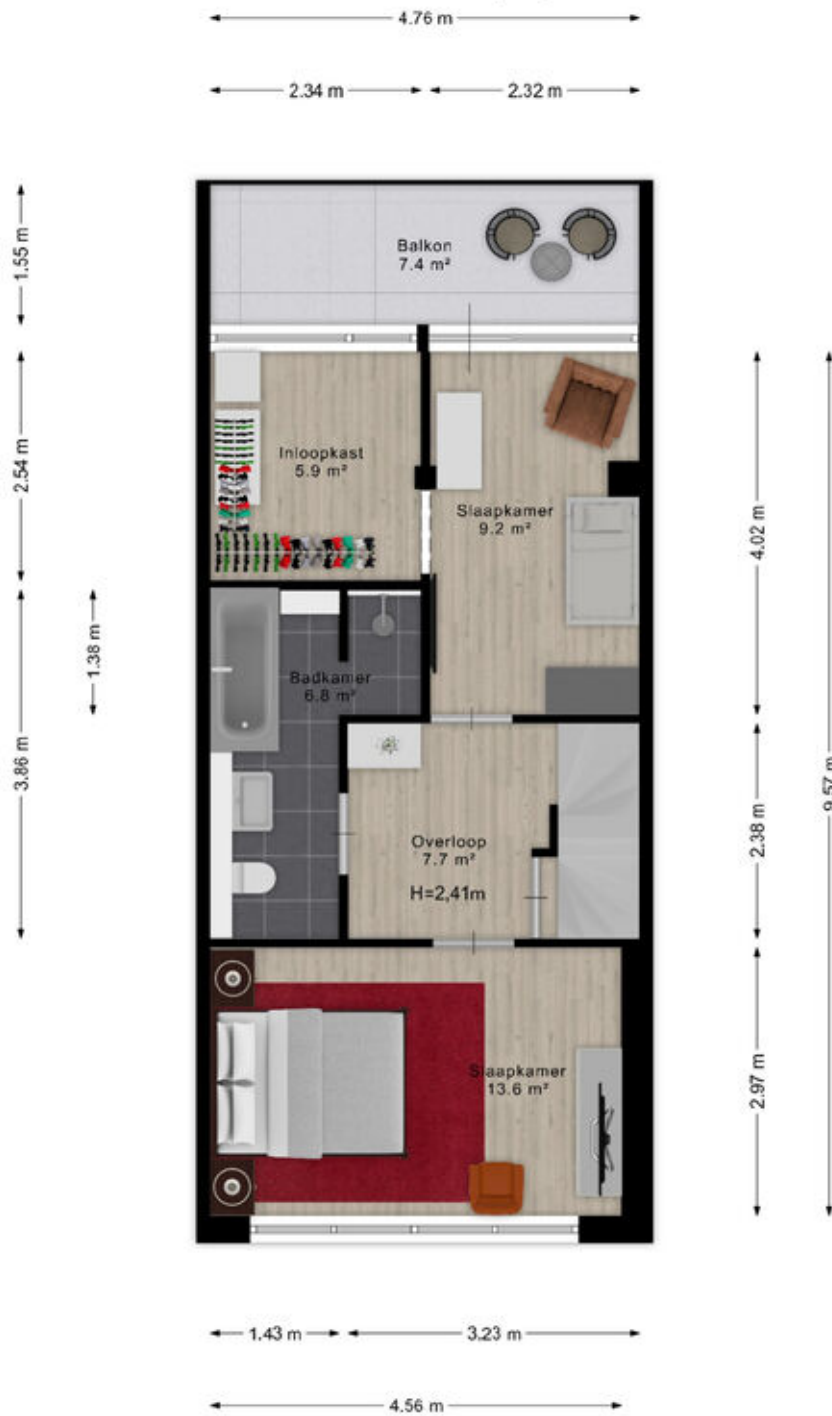 4.76 m
2.34 m
2.32 m
1.55 m
Balkon
7.4 m²
2.54 m
Inloopkast
5.9 m²
Slaapkamer
9.2 m²
4.02 m
1.38 m
Badkamer
6.8 m²
3.86 m
9.57 m
2.38 m
Overloop
7.7 m²
H=2,41m
Slaapkamer
13.6 m²
2.97 m
1.43 m
3.23 m
4.56 m